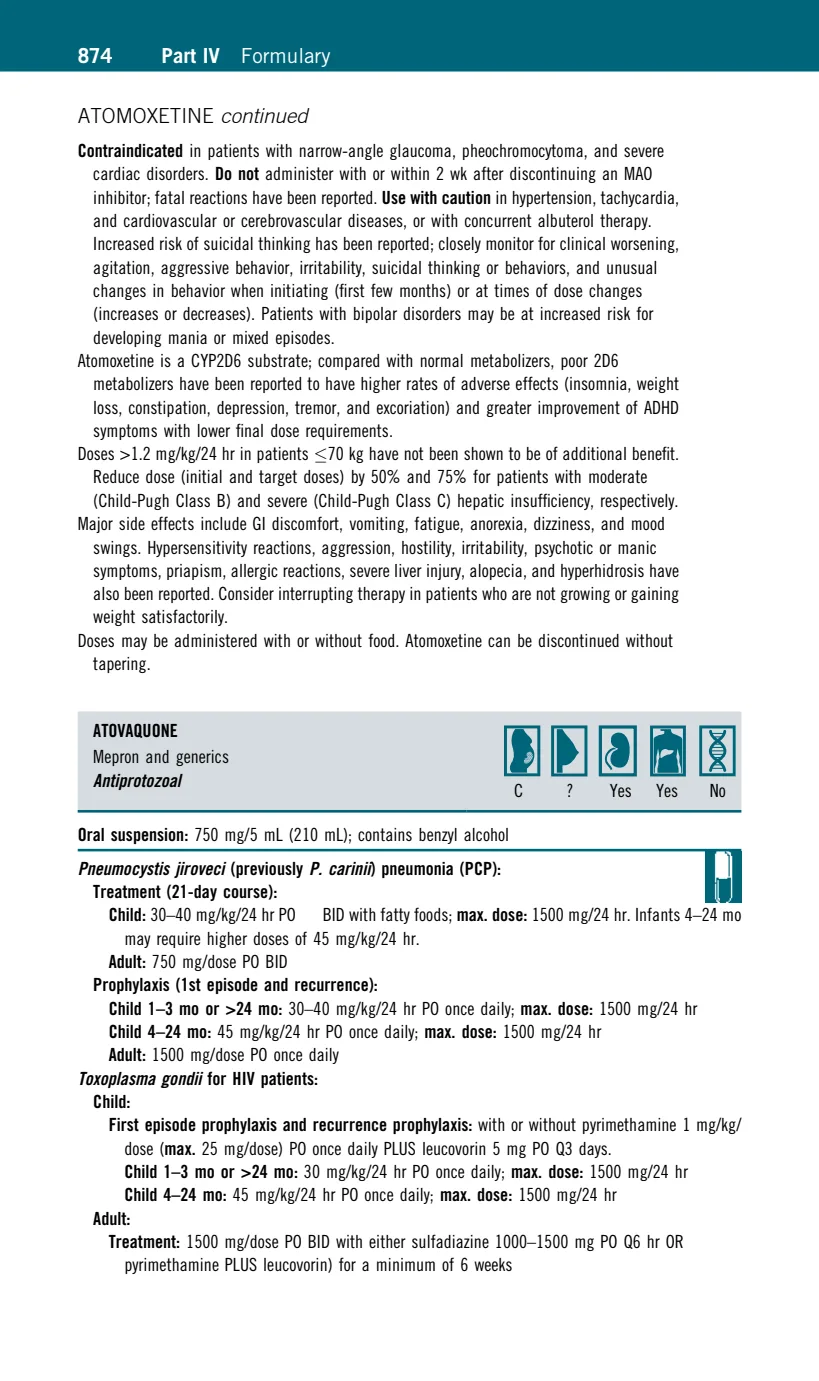 874 Part IV Formulary
ATOMOXETINE continued
Contraindicated in patients with narrow-angle glaucoma, pheochromocytoma, and severe
cardiac disorders. Do not administer with or within 2 wk after discontinuing an MAO
inhibitor; fatal reactions have been reported. Use with caution in hypertension, tachycardia,
and cardiovascular or cerebrovascular diseases, or with concurrent albuterol therapy.
Increased risk of suicidal thinking has been reported; closely monitor for clinical worsening,
agitation, aggressive behavior, irritability, suicidal thinking or behaviors, and unusual
changes in behavior when initiating (first few months) or at times of dose changes
(increases or decreases). Patients with bipolar disorders may be at increased risk for
developing mania or mixed episodes.
Atomoxetine is a CYP2D6 substrate; compared with normal metabolizers, poor 2D6
metabolizers have been reported to have higher rates of adverse effects (insomnia, weight
loss, constipation, depression, tremor, and excoriation) and greater improvement of ADHD
symptoms with lower final dose requirements.
Doses >1.2 mg/kg/24 hr in patients ≤70 kg have not been shown to be of additional benefit.
Reduce dose (initial and target doses) by 50% and 75% for patients with moderate
(Child-Pugh Class B) and severe (Child-Pugh Class C) hepatic insufficiency, respectively.
Major side effects include GI discomfort, vomiting, fatigue, anorexia, dizziness, and mood
swings. Hypersensitivity reactions, aggression, hostility, irritability, psychotic or manic
symptoms, priapism, allergic reactions, severe liver injury, alopecia, and hyperhidrosis have
also been reported. Consider interrupting therapy in patients who are not growing or gaining
weight satisfactorily.
Doses may be administered with or without food. Atomoxetine can be discontinued without
tapering.
ATOVAQUONE
Mepron and generics
Antiprotozoal
C ? Yes Yes No
Oral suspension: 750 mg/5 mL (210 mL); contains benzyl alcohol
Pneumocystis jiroveci (previously P. carinii) pneumonia (PCP):
Treatment (21-day course):
Child: 30–40 mg/kg/24 hr PO BID with fatty foods; max. dose: 1500 mg/24 hr. Infants 4–24 mo
may require higher doses of 45 mg/kg/24 hr.
Adult: 750 mg/dose PO BID
Prophylaxis (1st episode and recurrence):
Child 1–3 mo or >24 mo: 30–40 mg/kg/24 hr PO once daily; max. dose: 1500 mg/24 hr
Child 4–24 mo: 45 mg/kg/24 hr PO once daily; max. dose: 1500 mg/24 hr
Adult: 1500 mg/dose PO once daily
Toxoplasma gondii for HIV patients:
Child:
First episode prophylaxis and recurrence prophylaxis: with or without pyrimethamine 1 mg/kg/
dose (max. 25 mg/dose) PO once daily PLUS leucovorin 5 mg PO Q3 days.
Child 1–3 mo or >24 mo: 30 mg/kg/24 hr PO once daily; max. dose: 1500 mg/24 hr
Child 4–24 mo: 45 mg/kg/24 hr PO once daily; max. dose: 1500 mg/24 hr
Adult:
Treatment: 1500 mg/dose PO BID with either sulfadiazine 1000–1500 mg PO Q6 hr OR
pyrimethamine PLUS leucovorin) for a minimum of 6 weeks